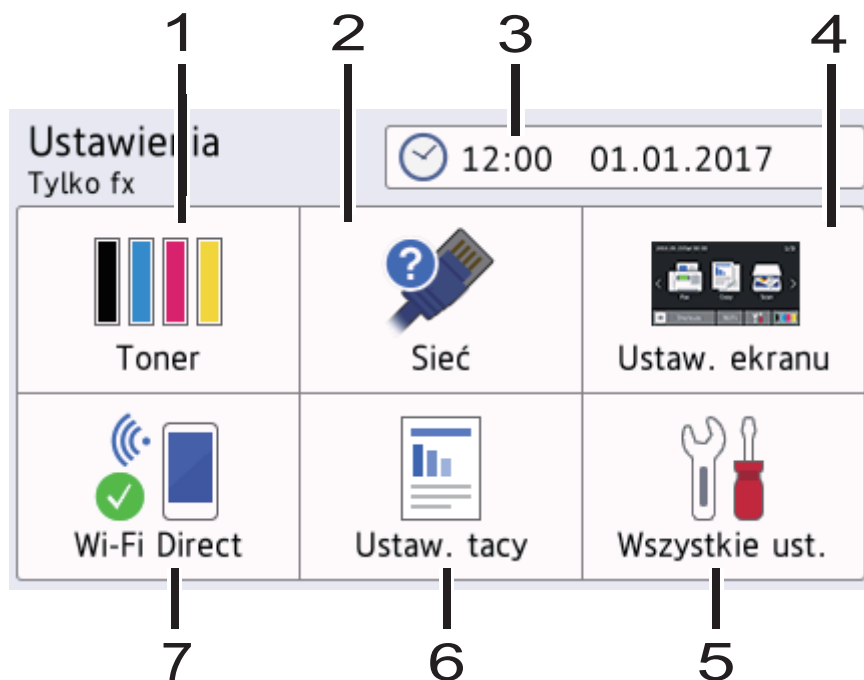 1 2 3 4
Ustawienia
Tylko fx
12:00 01.01.2017
Toner Sieć Ustaw. ekranu
Wi-Fi Direct Ustaw. tacy Wszystkie ust.
7 6 5